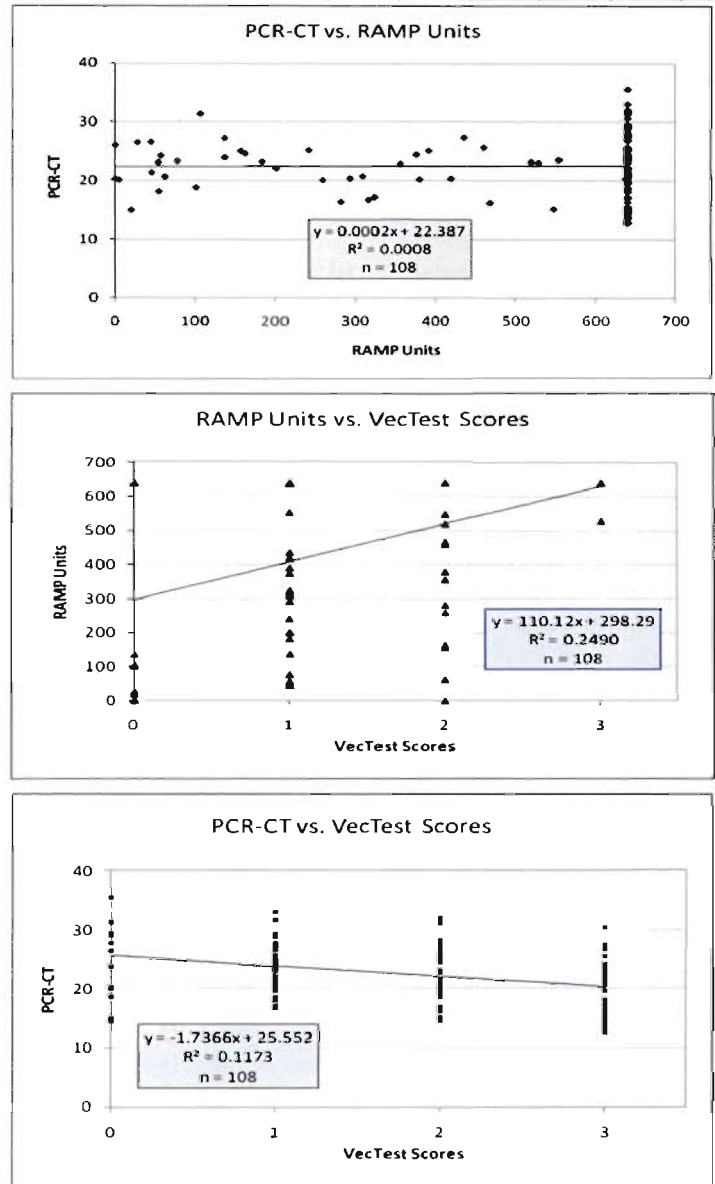 PCR-CT vs. RAMP Units
40
30
20
10
0
PCR-CT
y = 0.0002x + 22.387
R² = 0.0008
n = 108
0 100 200 300 400 500 600 700
RAMP Units
RAMP Units vs. VecTest Scores
700
600
500
400
300
200
100
0
RAMP Units
y = 110.12x + 298.29
R² = 0.2490
n = 108
0 1 2 3
VecTest Scores
PCR-CT vs. VecTest Scores
40
30
20
10
0
PCR-CT
y = -1.7366x + 25.552
R² = 0.1173
n = 108
0 1 2 3
VecTest Scores